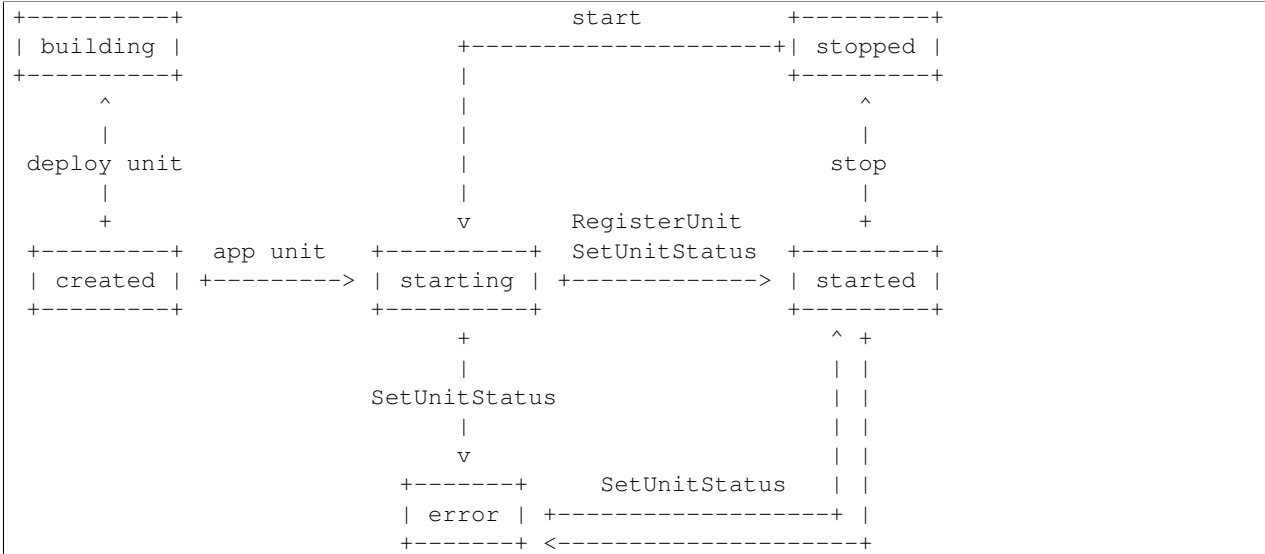 +----------+                           start          +---------+
| building |                   +---------------------+| stopped |
+----------+                   |                      +---------+
      ^                        |                           ^
      |                        |                           |
 deploy unit                   |                         stop
      |                        |                           |
      +                        v       RegisterUnit        +
 +---------+  app unit   +----------+  SetUnitStatus  +---------+
 | created | +---------> | starting | +-------------> | started |
 +---------+             +----------+                 +---------+
                               +                         ^ +
                               |                         | |
                         SetUnitStatus                   | |
                               |                         | |
                               v                         | |
                           +-------+     SetUnitStatus   | |
                           | error | +-------------------+ |
                           +-------+ <---------------------+